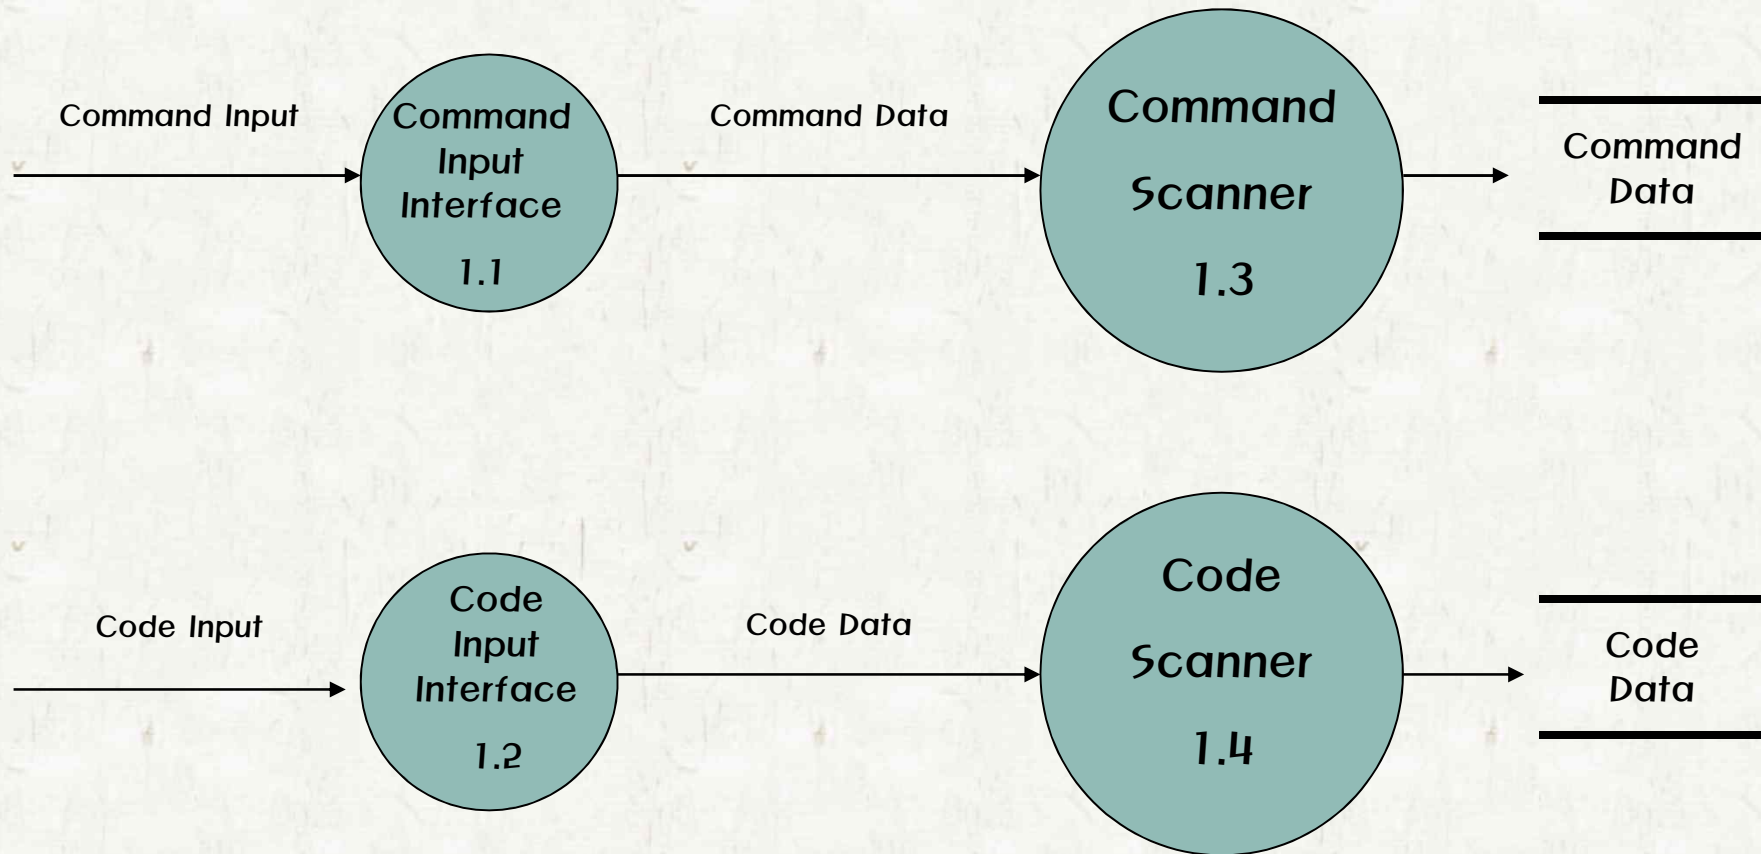 Command Input
Command
Input
Interface
1.1
Command Data
Command
Scanner
1.3
Command
Data
Code Input
Code
Input
Interface
1.2
Code Data
Code
Scanner
1.4
Code
Data